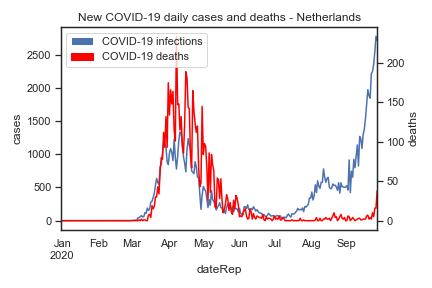 New COVID-19 daily cases and deaths - Netherlands
COVID-19 infections
COVID-19 deaths
cases
2500
2000
1500
1000
500
0
deaths
200
150
100
50
0
Jan Feb Mar Apr May Jun Jul Aug Sep
2020
dateRep